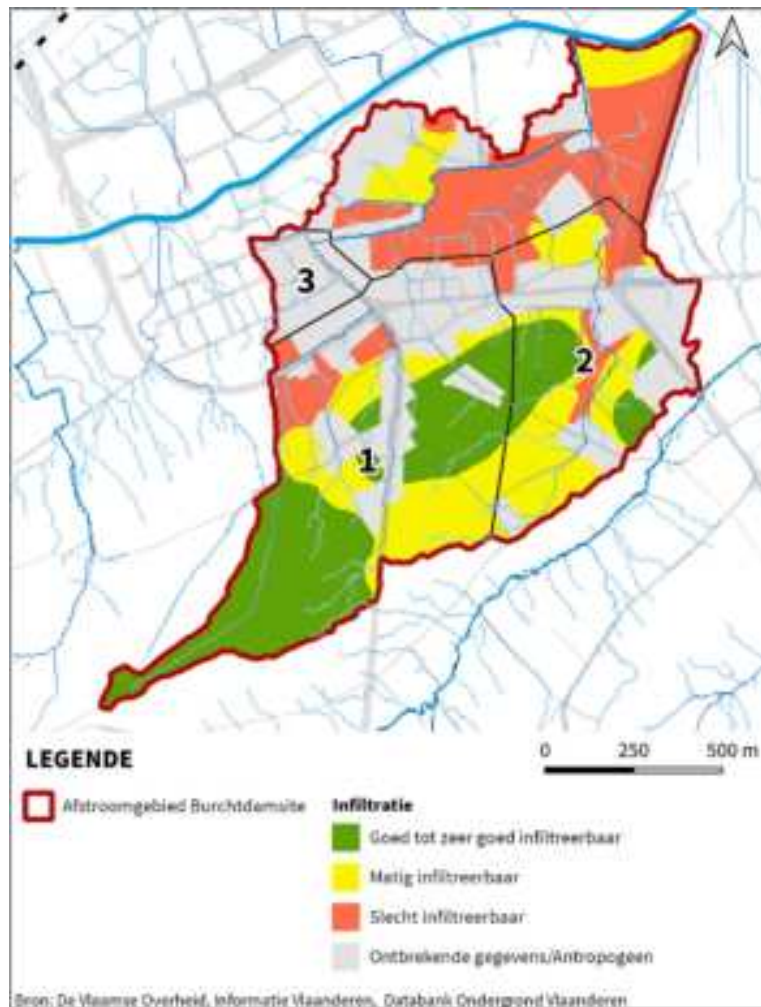 3
2
1
LEGENDE
0 250 500 m
Afstroomgebied Burchtdamsite
Infiltratie
Goed tot zeer goed infiltreerbaar
Matig infiltreerbaar
Slecht infiltreerbaar
Ontbrekende gegevens/Antropogeen
Bron: De Vlaamse Overheid, Informatie Vlaanderen, Databank Ondergrond Vlaanderen